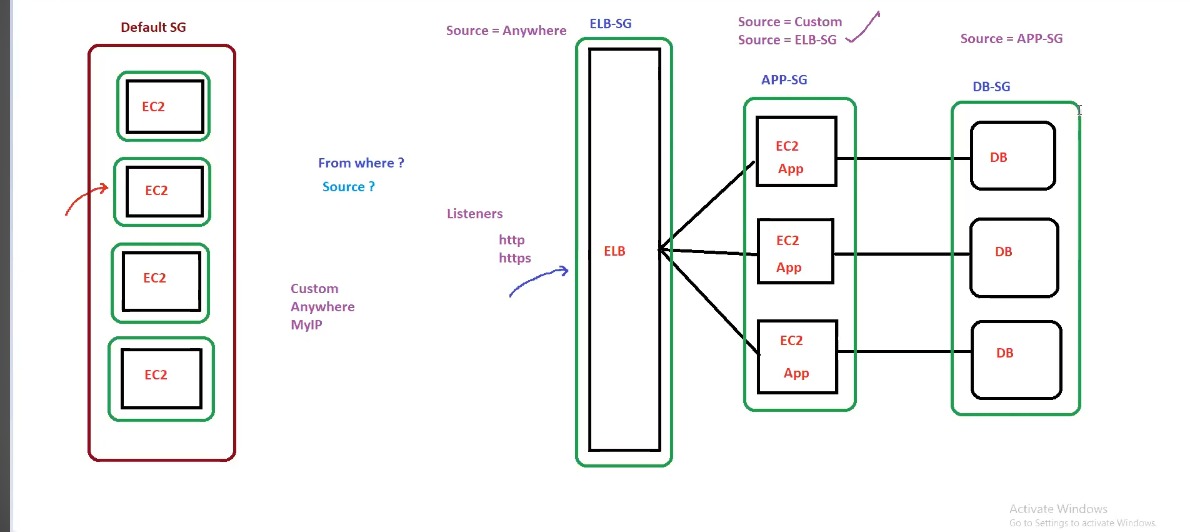 Default SG
EC2
EC2
EC2
EC2
From where ?
Source ?
Custom
Anywhere
MyIP
Source = Anywhere
ELB-SG
Listeners
http
https
ELB
Source = Custom
Source = ELB-SG
APP-SG
EC2
App
EC2
App
EC2
App
Source = APP-SG
DB-SG
DB
DB
DB
Activate Windows
Go to Settings to activate Windows.